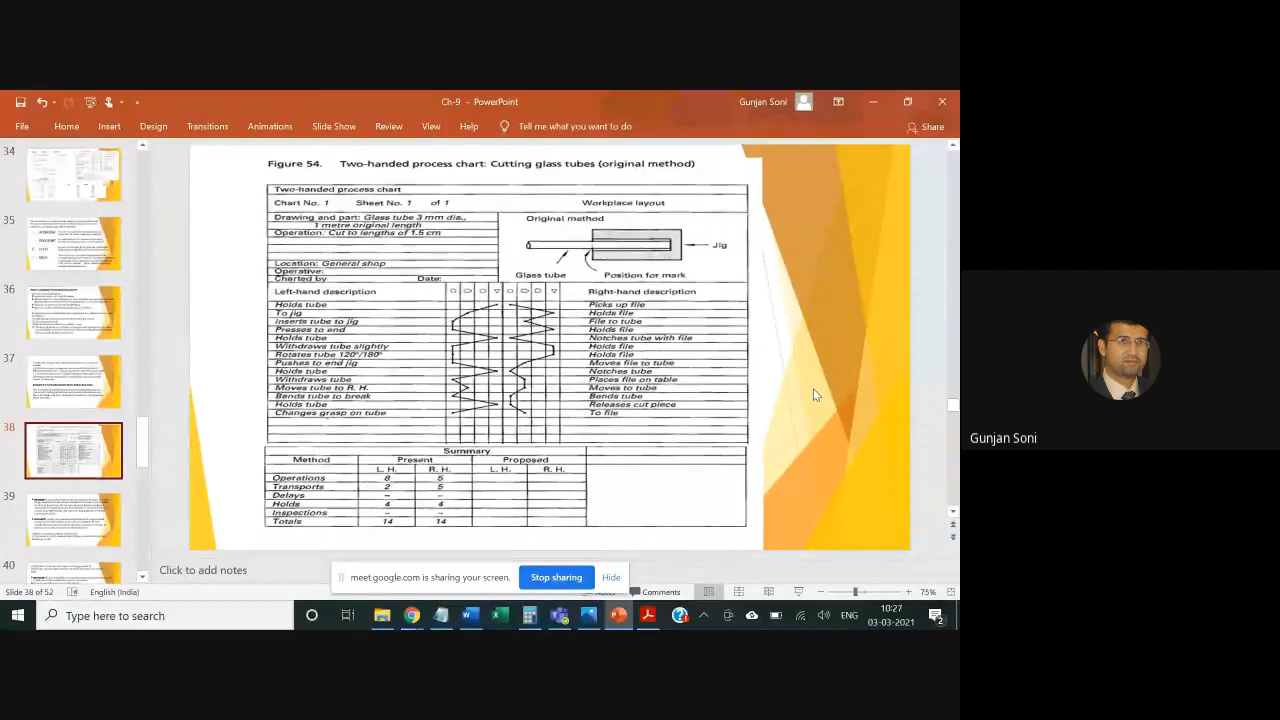 Ch-9 - PowerPoint
Gunjan Soni
File Home Insert Design Transitions Animations Slide Show Review View Help Tell me what you want to do Share
34
35
36
37
38
39
40
Figure 54. Two-handed process chart: Cutting glass tubes (original method)
Two-handed process chart
Chart No. 1 Sheet No. 1 of 1 Workplace layout
Drawing and part: Glass tube 3 mm dia., Original method
1 metre original length
Operation: Cut to lengths of 1.5 cm
Jig
Location: General shop
Operative: Glass tube Position for mark
Charted by Date:
Left-hand description Right-hand description
Holds tube Picks up file
To jig Holds file
Inserts tube to jig File to tube
Presses to end Holds file
Holds tube Notches tube with file
Withdraws tube slightly Holds file
Rotates tube 120°/180° Holds file
Pushes to end jig Moves file to tube
Holds tube Notches tube
Withdraws tube Places file on table
Moves tube to R. H. Moves to tube
Bends tube to break Bends tube
Holds tube Releases cut piece
Changes grasp on tube To file
Summary
Method Present Proposed
L. H. R. H. L. H. R. H.
Operations 8 5
Transports 2 5
Delays – –
Holds 4 4
Inspections – –
Totals 14 14
Gunjan Soni
Click to add notes
meet.google.com is sharing your screen. Stop sharing Hide
Slide 38 of 52 English (India) Notes Comments 75%
Type here to search
ENG
10:27
03-03-2021
2